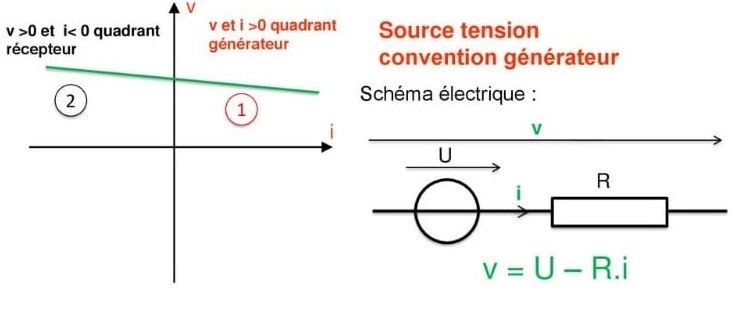 v
v >0 et i< 0 quadrant
récepteur
v et i >0 quadrant
générateur
2
1
i
Source tension
convention générateur
Schéma électrique :
v
U
i
R
v = U – R.i